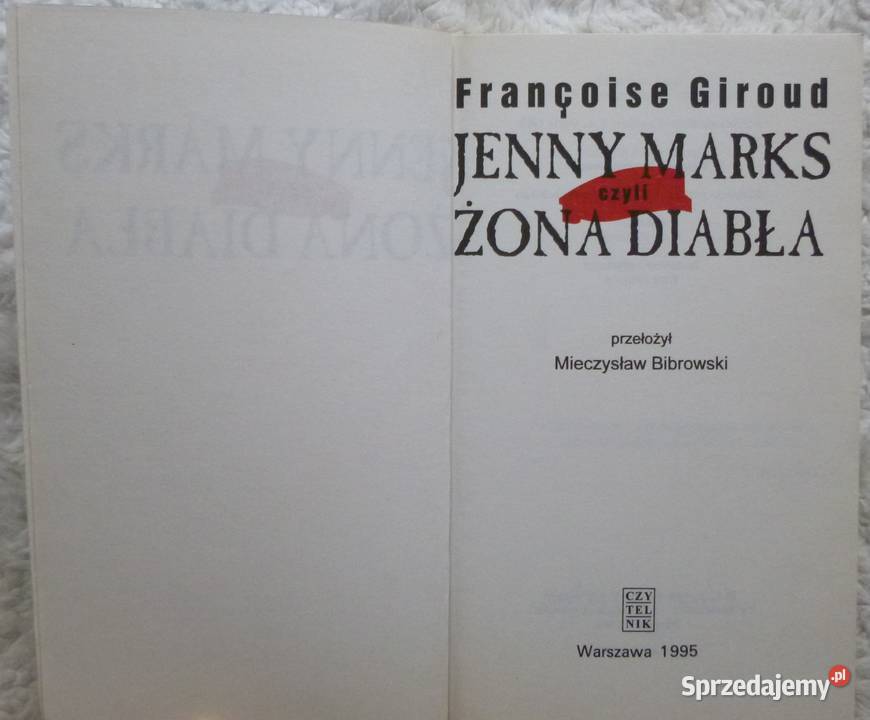 Françoise Giroud
JENNY MARKS
czyli
ŻONA DIABŁA
przełożył
Mieczysław Bibrowski
CZY
TEL
NIK
Warszawa 1995
Sprzedajemy.pl